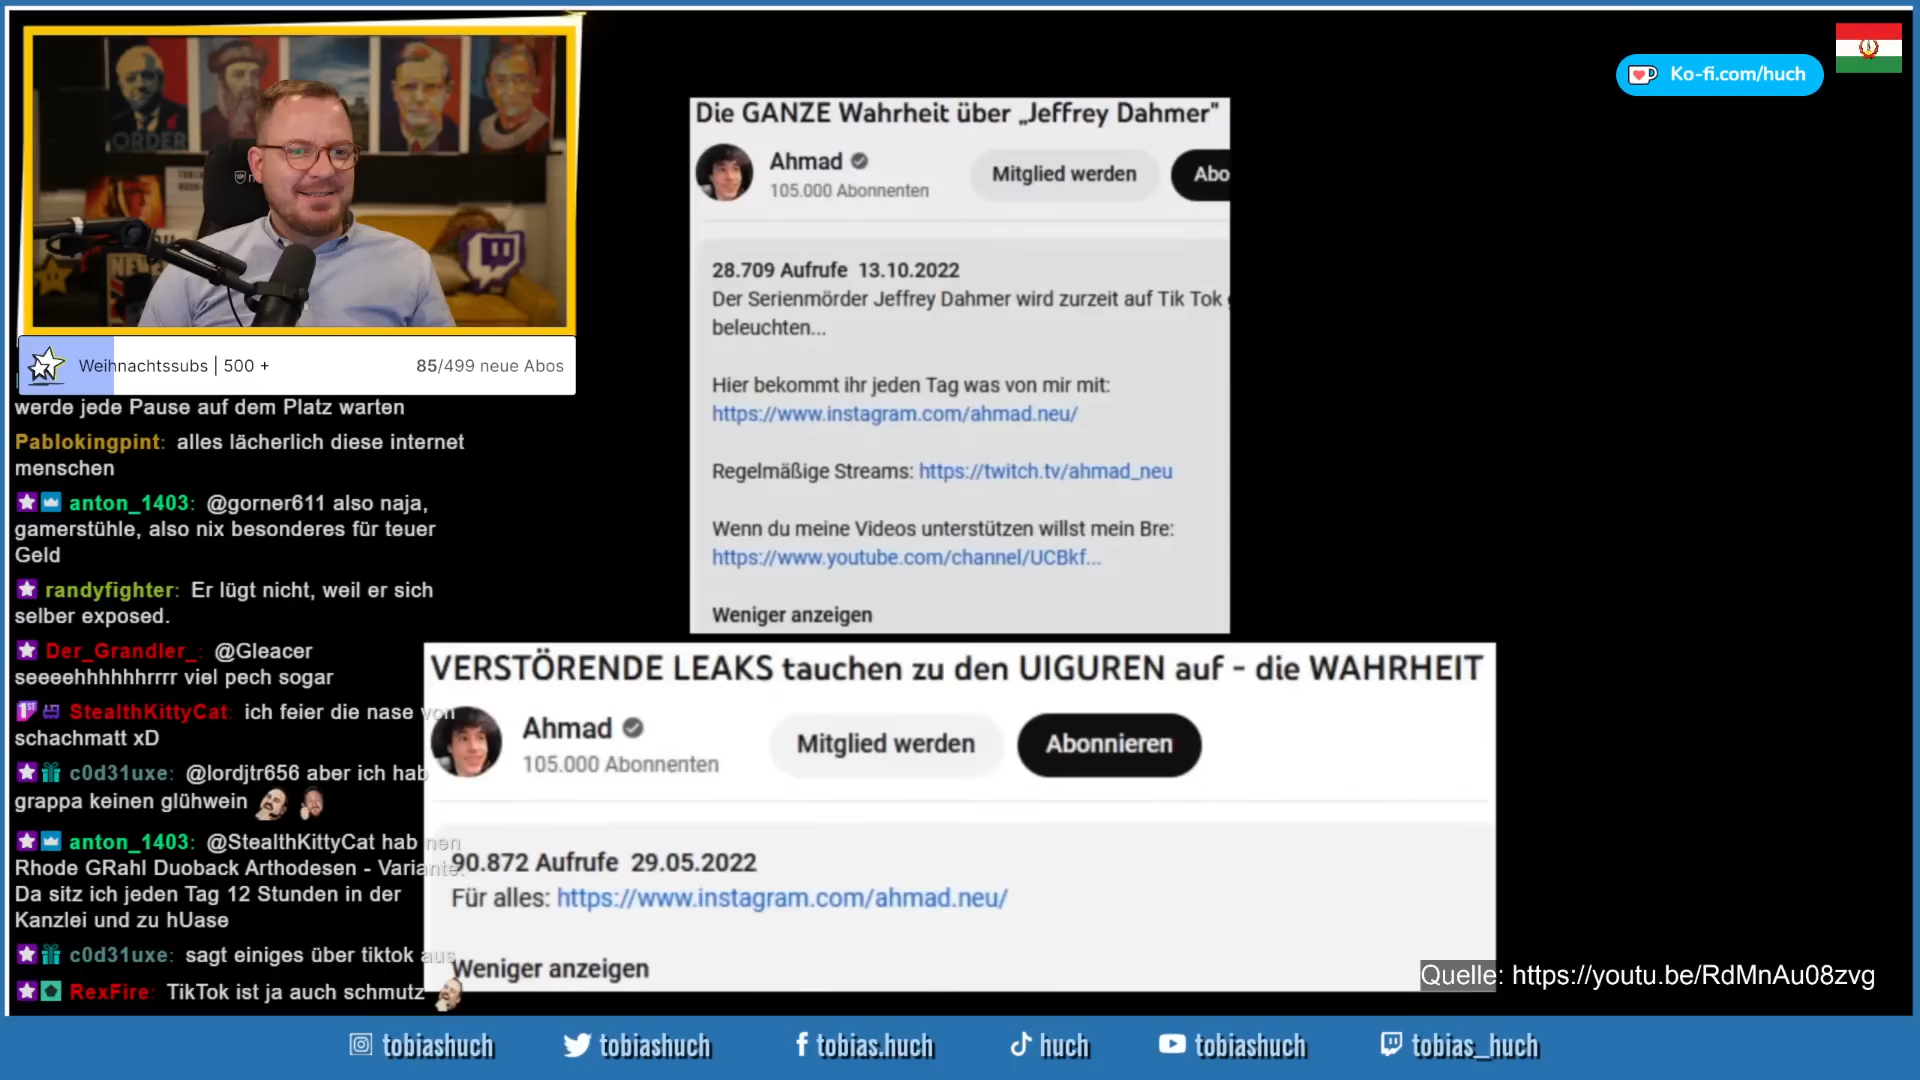 ORDER
Ko-fi.com/huch
Weihnachtssubs | 500 +
85/499 neue Abos
werde jede Pause auf dem Platz warten
Pablokingpint: alles lächerlich diese internet
menschen
anton_1403: @gorner611 also naja,
gamerstühle, also nix besonderes für teuer
Geld
randyfighter: Er lügt nicht, weil er sich
selber exposed.
Der_Grandler_: @Gleacer
seeeehhhhhhrrrr viel pech sogar
StealthKittyCat: ich feier die nase von
schachmatt xD
c0d31uxe: @lordjtr656 aber ich hab
grappa keinen glühwein
anton_1403: @StealthKittyCat hab nen
Rhode GRahl Duoback Arthodesen - Variante.
Da sitz ich jeden Tag 12 Stunden in der
Kanzlei und zu hUase
c0d31uxe: sagt einiges über tiktok aus
RexFire: TikTok ist ja auch schmutz
Die GANZE Wahrheit über „Jeffrey Dahmer"
Ahmad
105.000 Abonnenten
Mitglied werden
Abo
28.709 Aufrufe 13.10.2022
Der Serienmörder Jeffrey Dahmer wird zurzeit auf Tik Tok
beleuchten...
Hier bekommt ihr jeden Tag was von mir mit:
https://www.instagram.com/ahmad.neu/
Regelmäßige Streams: https://twitch.tv/ahmad_neu
Wenn du meine Videos unterstützen willst mein Bre:
https://www.youtube.com/channel/UCBkf...
Weniger anzeigen
VERSTÖRENDE LEAKS tauchen zu den UIGUREN auf - die WAHRHEIT
Ahmad
105.000 Abonnenten
Mitglied werden
Abonnieren
90.872 Aufrufe 29.05.2022
Für alles: https://www.instagram.com/ahmad.neu/
Weniger anzeigen
Quelle: https://youtu.be/RdMnAu08zvg
tobiashuch
tobiashuch
tobias.huch
huch
tobiashuch
tobias_huch